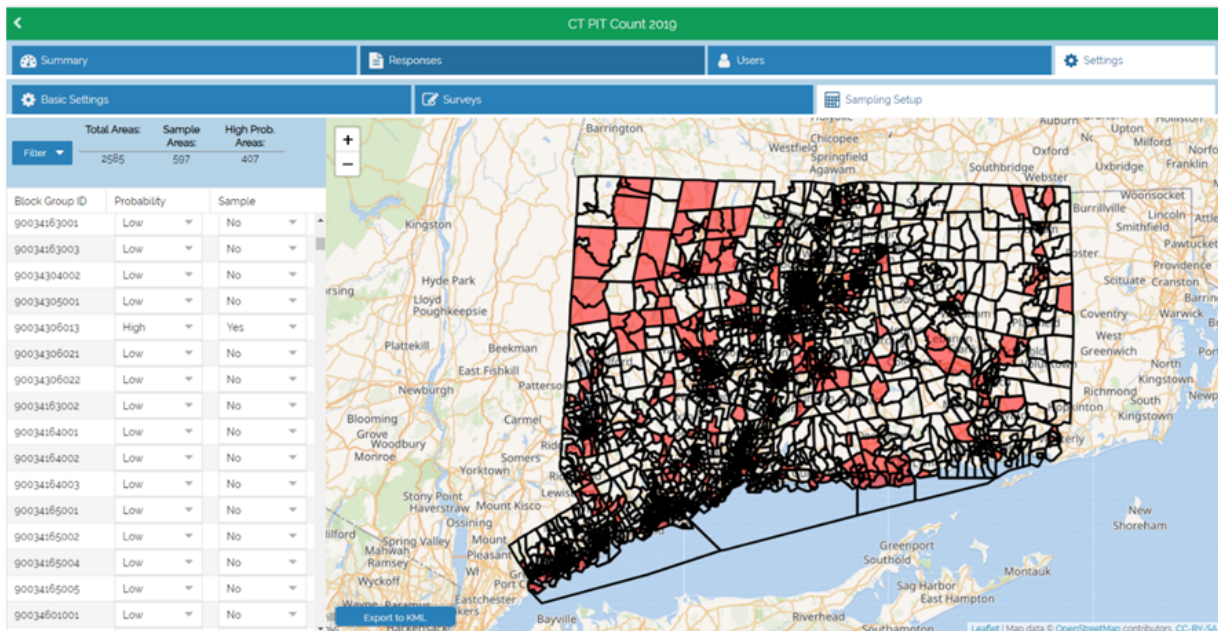 CT PIT Count 2019
Summary
Responses
Users
Settings
Basic Settings
Surveys
Sampling Setup
Filter
Total Areas: Sample Areas: High Prob. Areas:
2585 597 407
Block Group ID Probability Sample
90034163001 Low No
90034163003 Low No
90034304002 Low No
90034305001 Low No
90034306013 High Yes
90034306021 Low No
90034306022 Low No
90034163002 Low No
90034164001 Low No
90034164002 Low No
90034164003 Low No
90034165001 Low No
90034165002 Low No
90034165004 Low No
90034165005 Low No
90034601001 Low No
+
−
Barrington
Chicopee
Westfield
Springfield
Agawam
Auburn
Upton
Milford
Oxford
Southbridge
Webster
Uxbridge
Franklin
Woonsocket
Burrillville
Lincoln
Smithfield
Pawtucket
Providence
Scituate
Cranston
Kingston
Hyde Park
Lloyd
Poughkeepsie
Coventry
Warwick
West
Greenwich
Plattekill
Beekman
East Fishkill
North
Kingstown
Newburgh
Richmond
South
Kingstown
Blooming
Grove
Carmel
Woodbury
Monroe
Somers
Yorktown
Stony Point
Haverstraw
Mount Kisco
Ossining
New
Shoreham
Spring Valley
Mount
Pleasant
Mahwah
Ramsey
Greenport
Southold
Montauk
Wyckoff
Eastchester
Sag Harbor
East Hampton
Bayville
Riverhead
Southampton
Export to KML
Leaflet | Map data © OpenStreetMap contributors, CC-BY-SA